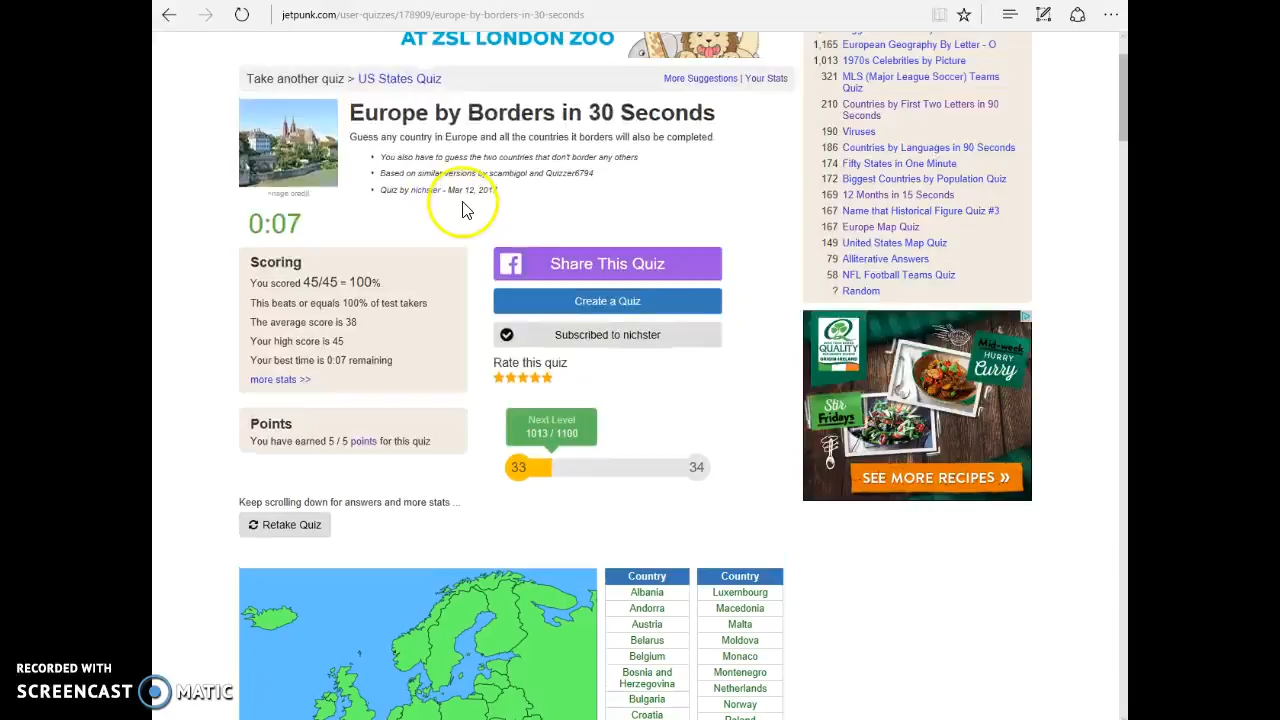 jetpunk.com/user-quizzes/178909/europe-by-borders-in-30-seconds
AT ZSL LONDON ZOO
Take another quiz > US States Quiz
More Suggestions | Your Stats
Europe by Borders in 30 Seconds
Guess any country in Europe and all the countries it borders will also be completed.
• You also have to guess the two countries that don't border any others
• Based on similar versions by scambigol and Quizzer6794
• Quiz by nichster - Mar 12, 2017
0:07
Scoring
You scored 45/45 = 100%
This beats or equals 100% of test takers
The average score is 38
Your high score is 45
Your best time is 0:07 remaining
more stats >>
Points
You have earned 5 / 5 points for this quiz
Share This Quiz
Create a Quiz
Subscribed to nichster
Rate this quiz
Next Level
1013 / 1100
33
34
Keep scrolling down for answers and more stats ...
Retake Quiz
Country
Albania
Andorra
Austria
Belarus
Belgium
Bosnia and
Herzegovina
Bulgaria
Croatia
Country
Luxembourg
Macedonia
Malta
Moldova
Monaco
Montenegro
Netherlands
Norway
Poland
1,165 European Geography By Letter - O
1,013 1970s Celebrities by Picture
321 MLS (Major League Soccer) Teams
Quiz
210 Countries by First Two Letters in 90
Seconds
190 Viruses
186 Countries by Languages in 90 Seconds
174 Fifty States in One Minute
172 Biggest Countries by Population Quiz
169 12 Months in 15 Seconds
167 Name that Historical Figure Quiz #3
167 Europe Map Quiz
149 United States Map Quiz
79 Alliterative Answers
58 NFL Football Teams Quiz
? Random
QUALITY
Mid-week
HURRY
Curry
Stir
Fridays
SEE MORE RECIPES »
RECORDED WITH
SCREENCAST MATIC